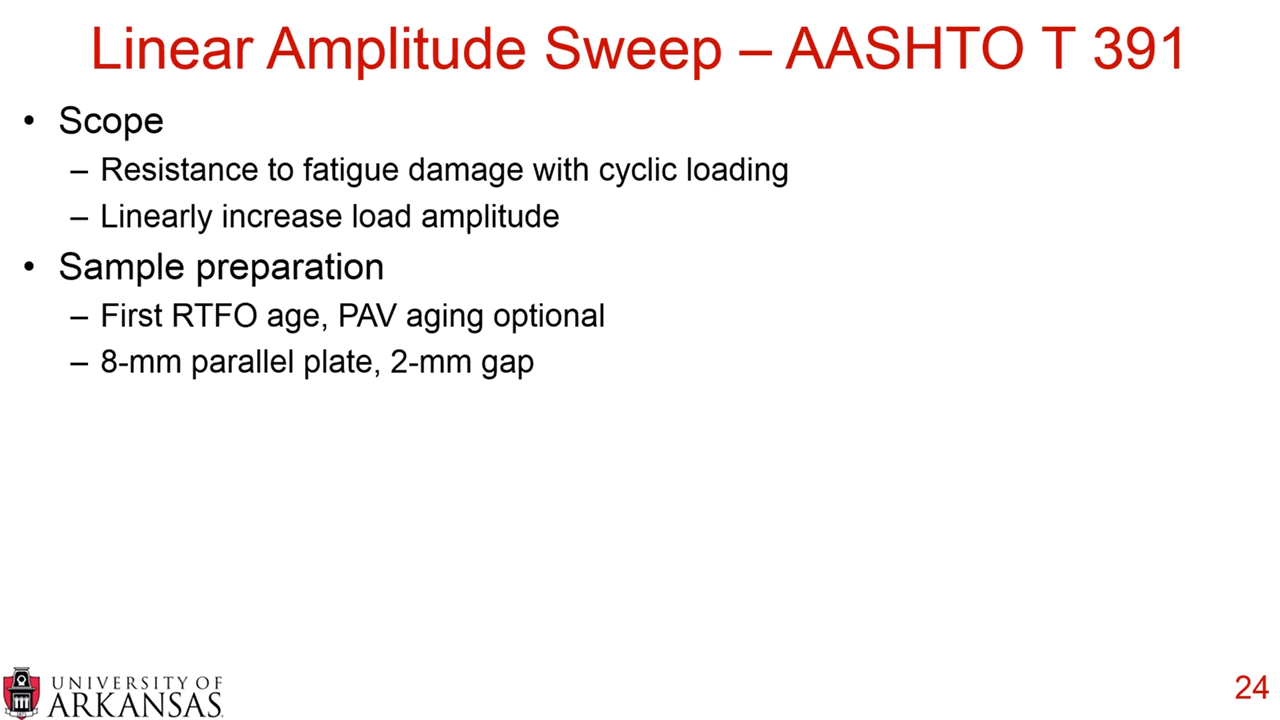 Linear Amplitude Sweep – AASHTO T 391
• Scope
– Resistance to fatigue damage with cyclic loading
– Linearly increase load amplitude
• Sample preparation
– First RTFO age, PAV aging optional
– 8-mm parallel plate, 2-mm gap
UNIVERSITY OF
ARKANSAS
24